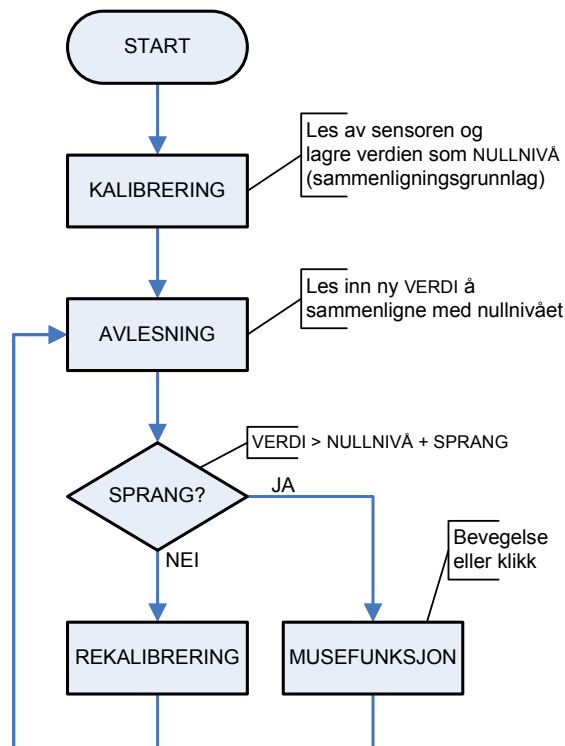 START
Les av sensoren og
lagre verdien som NULLNIVÅ
(sammenligningsgrunnlag)
KALIBRERING
Les inn ny VERDI å
sammenligne med nullnivået
AVLESNING
VERDI > NULLNIVÅ + SPRANG
SPRANG?
JA
NEI
Bevegelse
eller klikk
REKALIBRERING
MUSEFUNKSJON